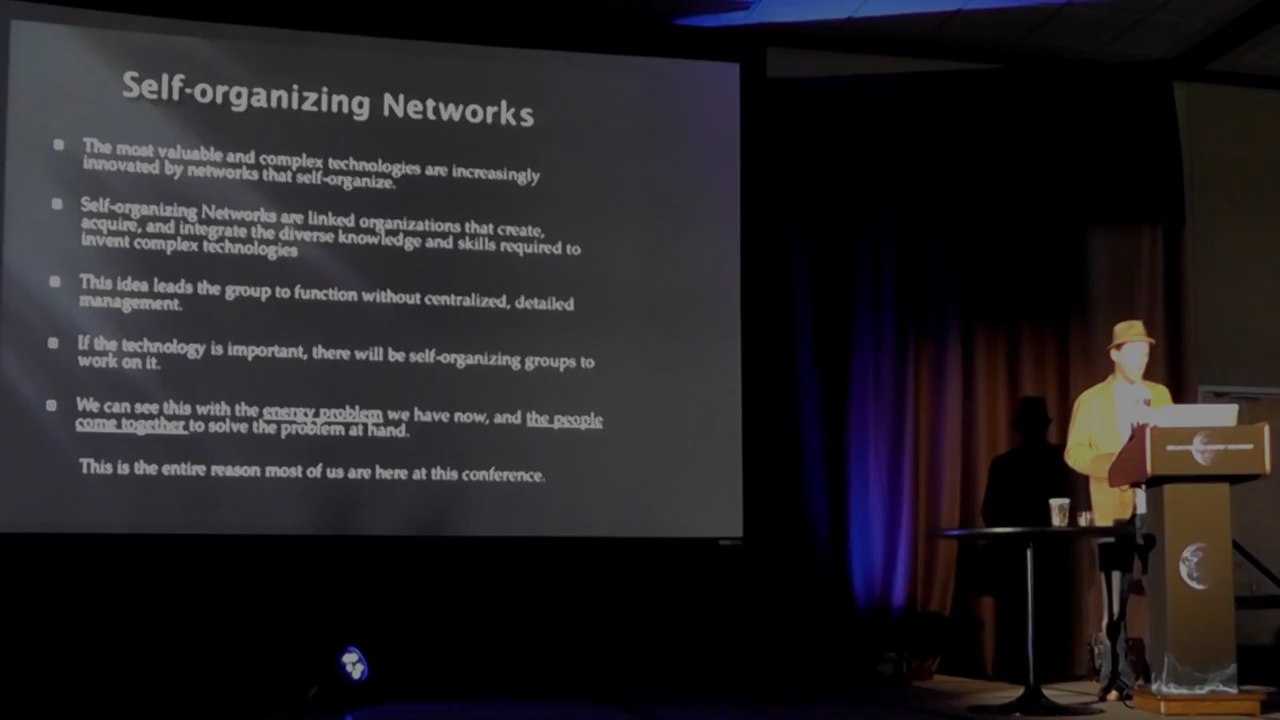 Self-organizing Networks
The most valuable and complex technologies are increasingly
innovated by networks that self-organize.
Self-organizing Networks are linked organizations that create,
acquire, and integrate the diverse knowledge and skills required to
invent complex technologies
This idea leads the group to function without centralized, detailed
management.
If the technology is important, there will be self-organizing groups to
work on it.
We can see this with the energy problem we have now, and the people
come together to solve the problem at hand.
This is the entire reason most of us are here at this conference.